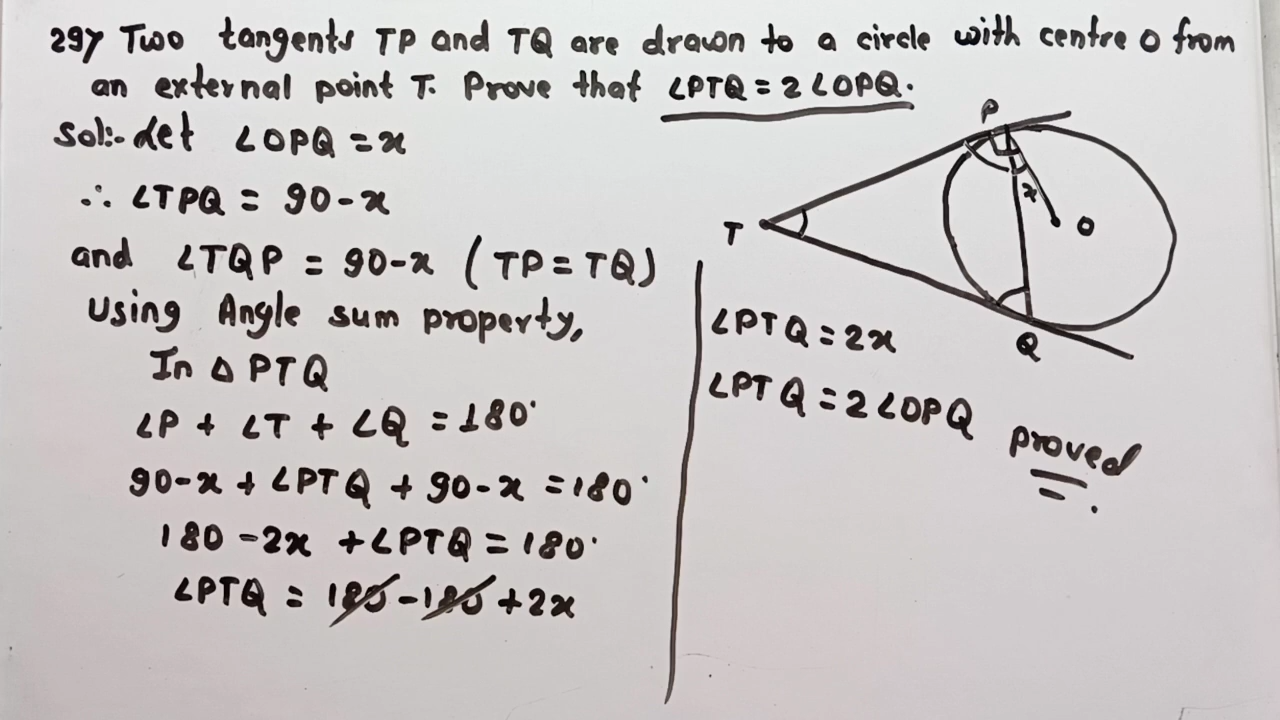 29) Two tangents TP and TQ are drawn to a circle with centre O from
an external point T. Prove that ∠PTQ = 2∠OPQ.
Sol:- Let ∠OPQ = x
∴ ∠TPQ = 90-x
and ∠TQP = 90-x (TP = TQ)
Using Angle sum property,
In △ PTQ
∠P + ∠T + ∠Q = 180°
90-x + ∠PTQ + 90-x = 180°
180-2x + ∠PTQ = 180°
∠PTQ = 180-180+2x
P
T
x
O
Q
∠PTQ = 2x
∠PTQ = 2∠OPQ
proved.